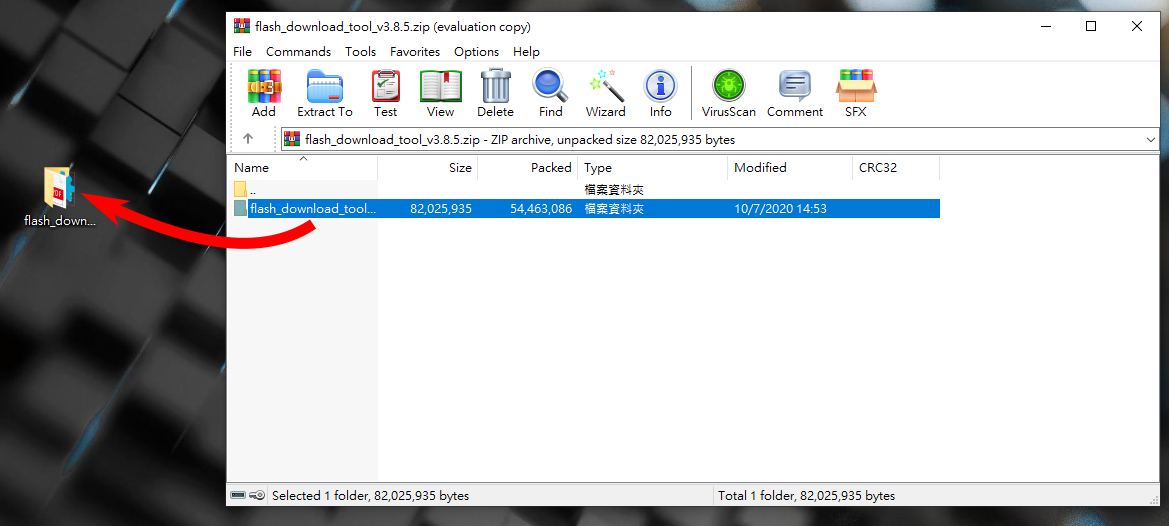 flash_download_tool_v3.8.5.zip (evaluation copy)
File Commands Tools Favorites Options Help
Add Extract To Test View Delete Find Wizard Info VirusScan Comment SFX
flash_download_tool_v3.8.5.zip - ZIP archive, unpacked size 82,025,935 bytes
Name Size Packed Type Modified CRC32
.. 檔案資料夾
flash_download_tool... 82,025,935 54,463,086 檔案資料夾 10/7/2020 14:53
flash_down...
Selected 1 folder, 82,025,935 bytes Total 1 folder, 82,025,935 bytes